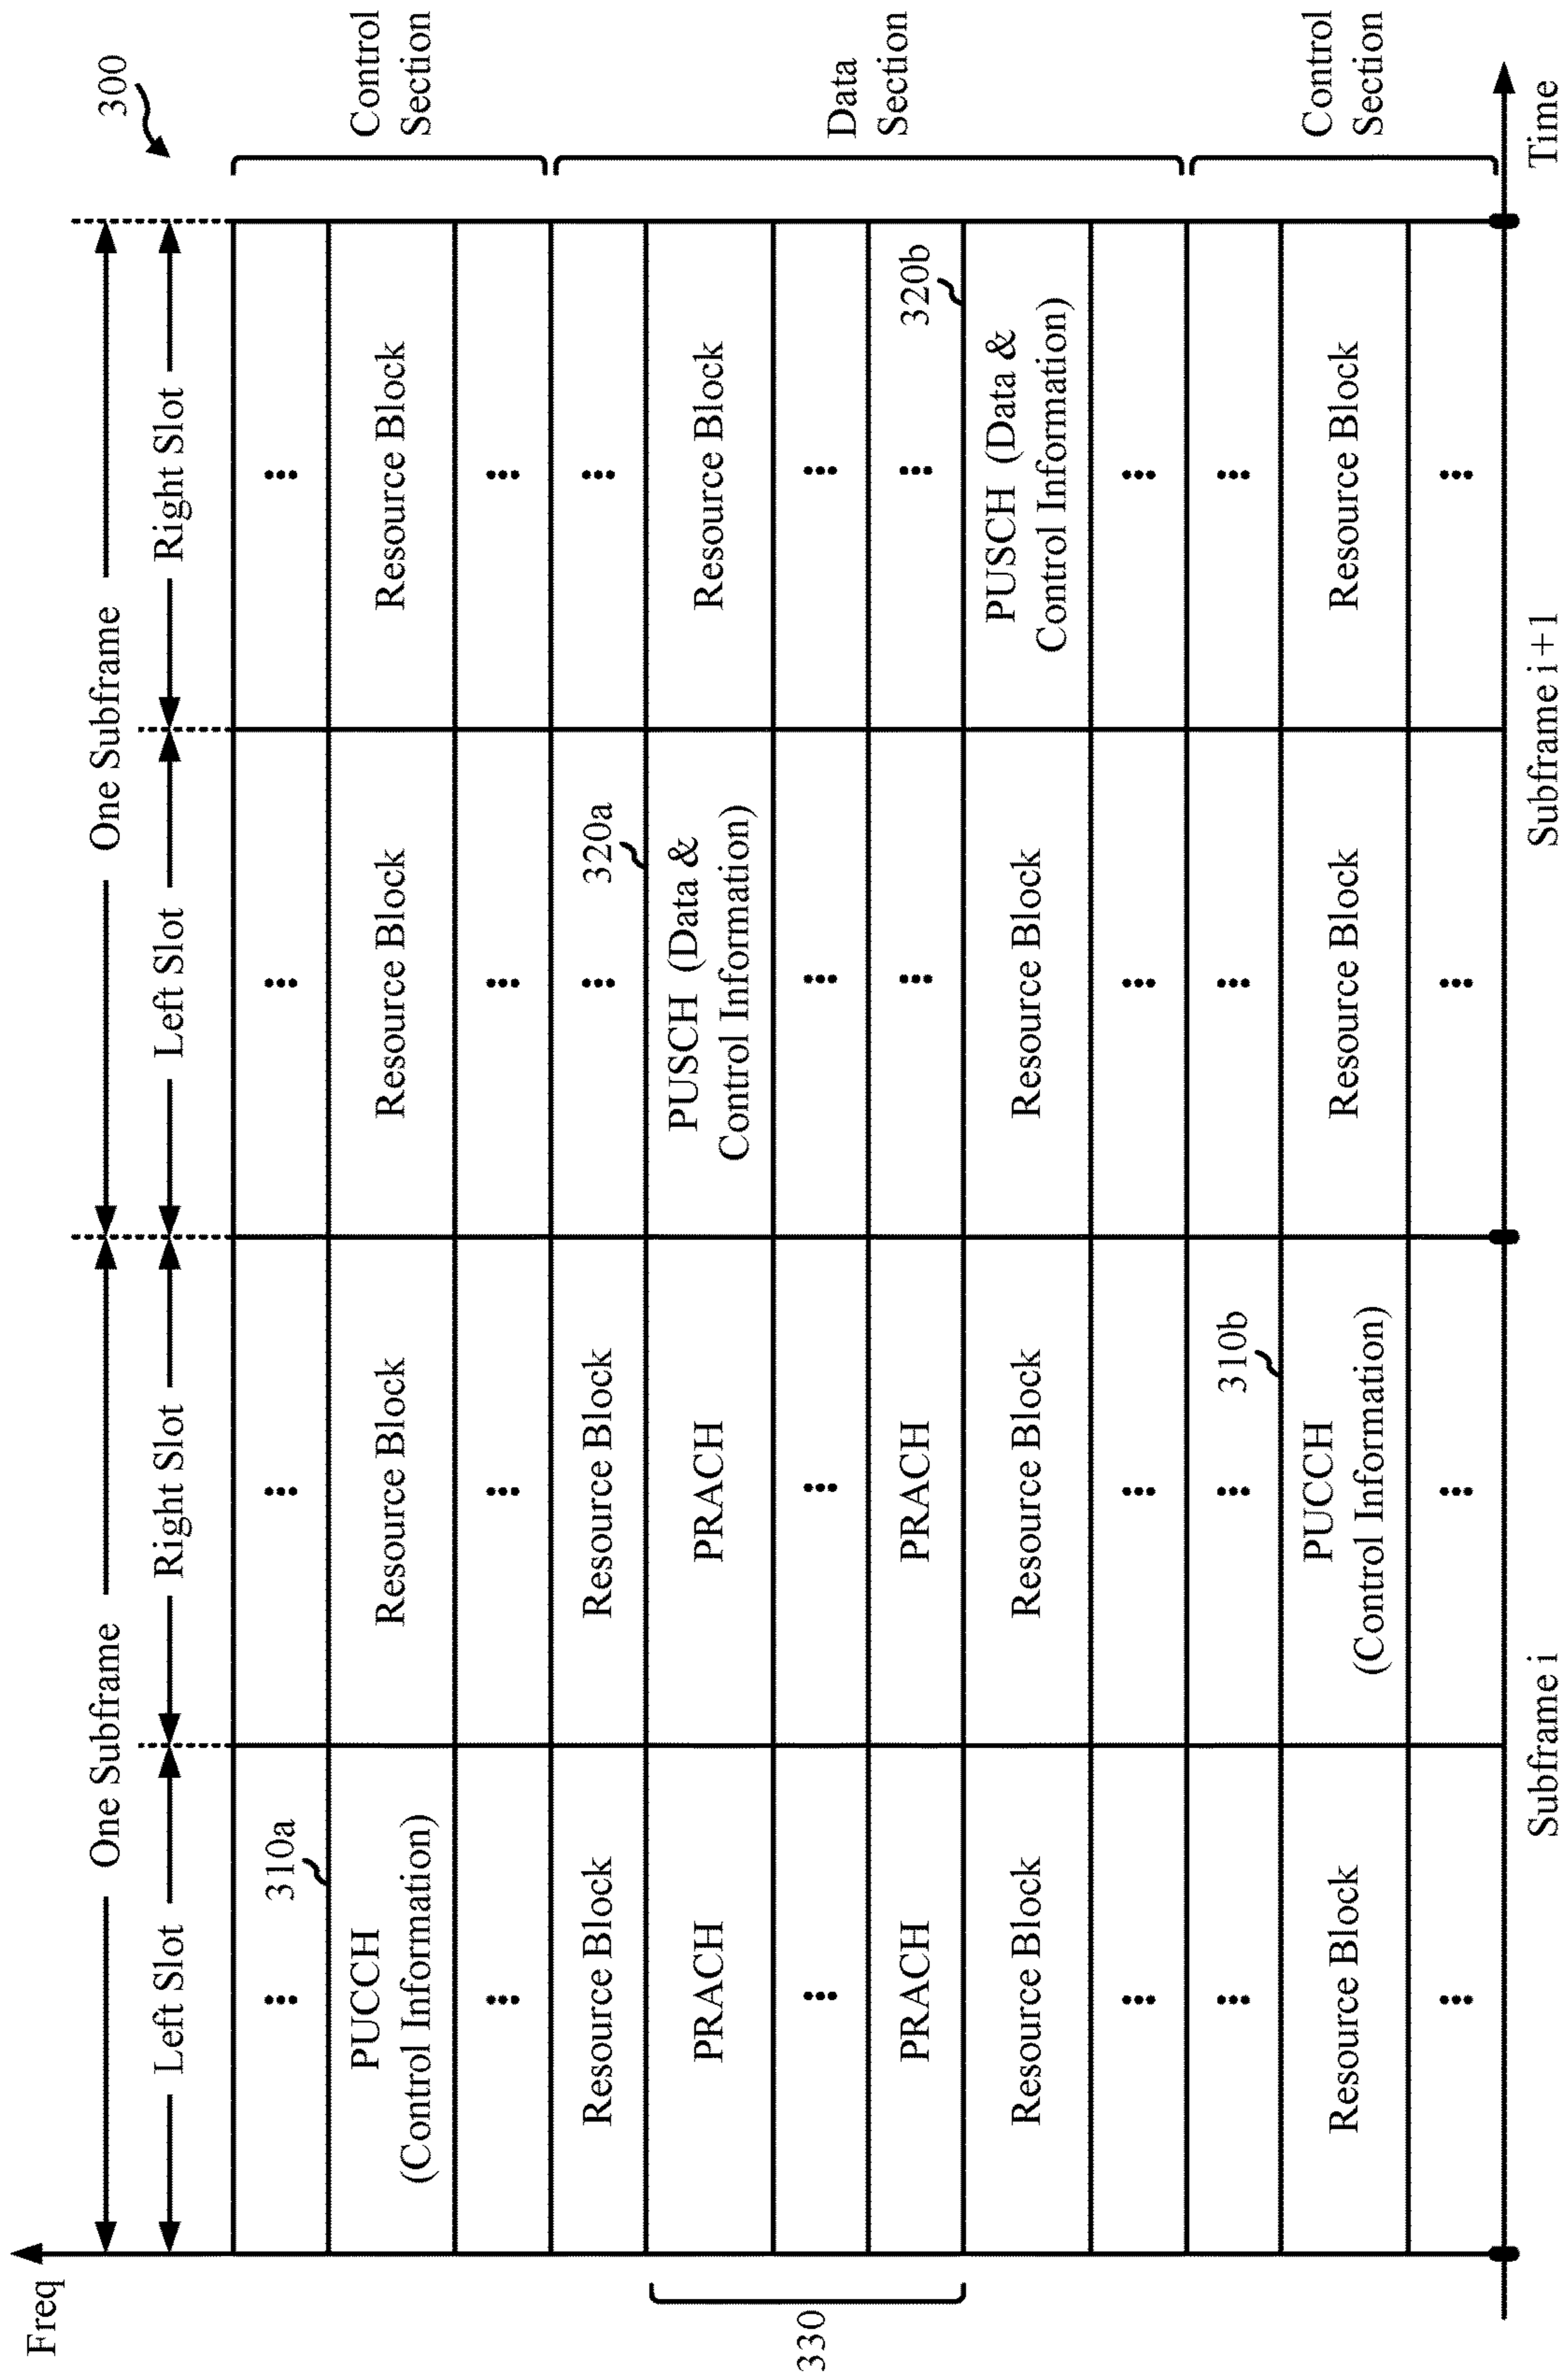 300
Freq
One Subframe
One Subframe
Left Slot
Right Slot
Left Slot
Right Slot
310a
PUCCH
(Control Information)
Resource Block
Resource Block
Resource Block
Control
Section
Resource Block
Resource Block
320a
330
PRACH
PRACH
PUSCH (Data &
Control Information)
Resource Block
Data
Section
PRACH
PRACH
320b
Resource Block
Resource Block
Resource Block
PUSCH (Data &
Control Information)
310b
Resource Block
PUCCH
(Control Information)
Resource Block
Resource Block
Control
Section
Subframe i
Subframe i + 1
Time